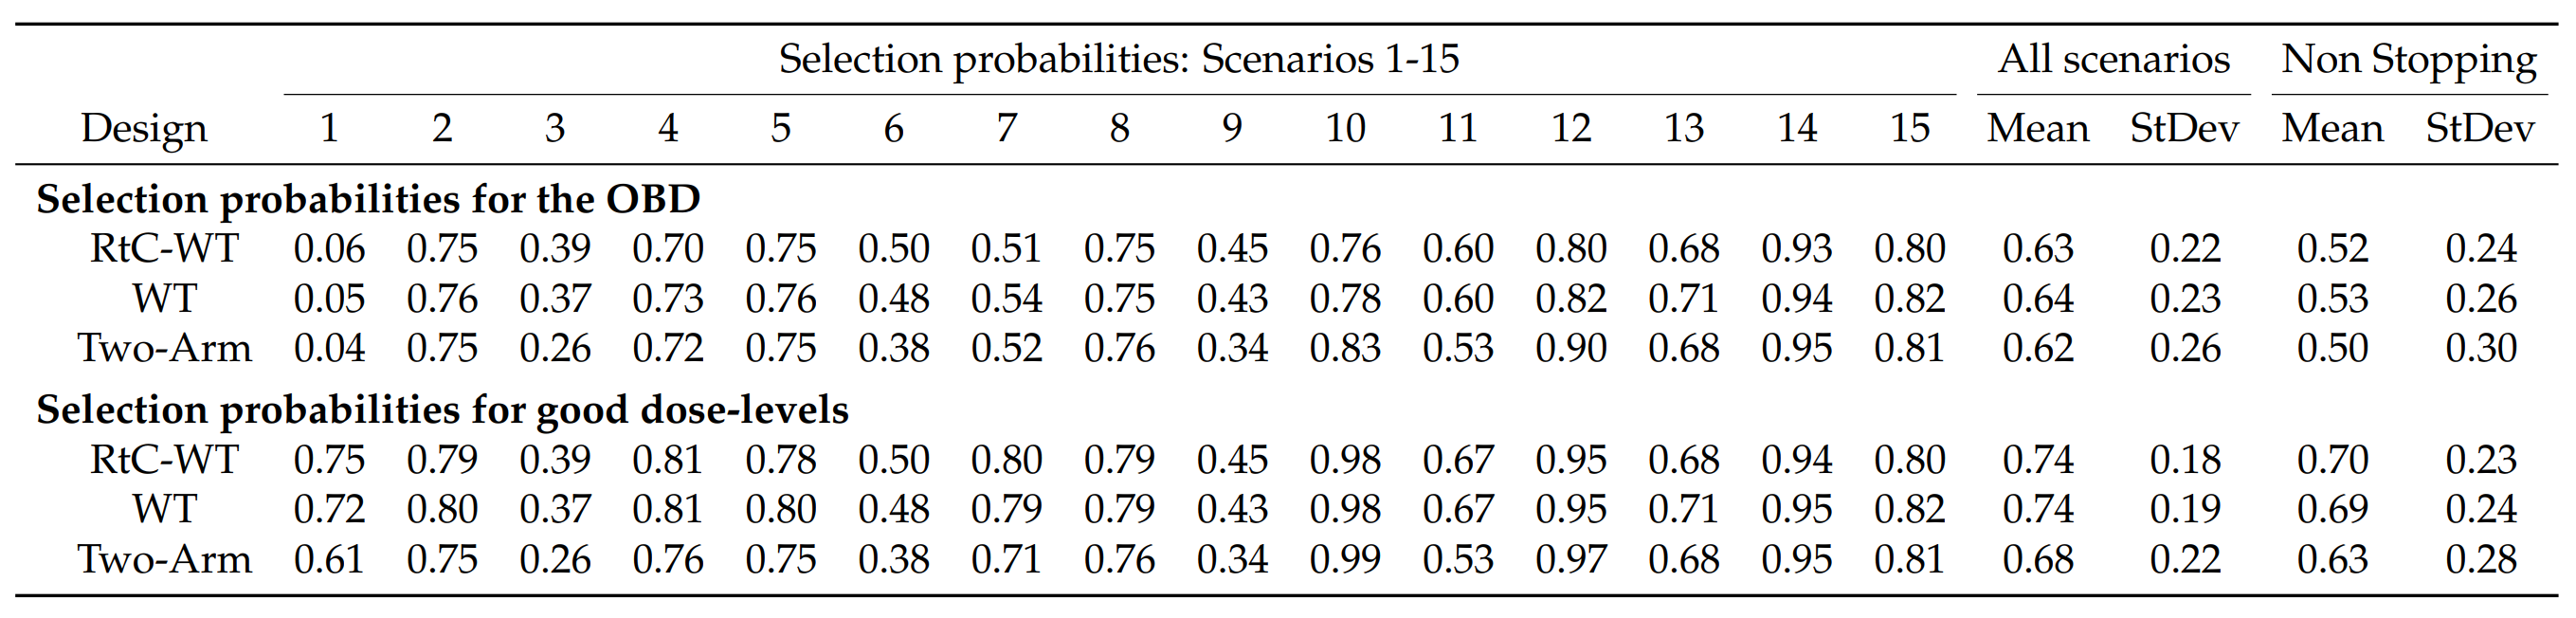 Selection probabilities: Scenarios 1-15 All scenarios Non Stopping
Design 1 2 3 4 5 6 7 8 9 10 11 12 13 14 15 Mean StDev Mean StDev
Selection probabilities for the OBD
RtC-WT 0.06 0.75 0.39 0.70 0.75 0.50 0.51 0.75 0.45 0.76 0.60 0.80 0.68 0.93 0.80 0.63 0.22 0.52 0.24
WT 0.05 0.76 0.37 0.73 0.76 0.48 0.54 0.75 0.43 0.78 0.60 0.82 0.71 0.94 0.82 0.64 0.23 0.53 0.26
Two-Arm 0.04 0.75 0.26 0.72 0.75 0.38 0.52 0.76 0.34 0.83 0.53 0.90 0.68 0.95 0.81 0.62 0.26 0.50 0.30
Selection probabilities for good dose-levels
RtC-WT 0.75 0.79 0.39 0.81 0.78 0.50 0.80 0.79 0.45 0.98 0.67 0.95 0.68 0.94 0.80 0.74 0.18 0.70 0.23
WT 0.72 0.80 0.37 0.81 0.80 0.48 0.79 0.79 0.43 0.98 0.67 0.95 0.71 0.95 0.82 0.74 0.19 0.69 0.24
Two-Arm 0.61 0.75 0.26 0.76 0.75 0.38 0.71 0.76 0.34 0.99 0.53 0.97 0.68 0.95 0.81 0.68 0.22 0.63 0.28